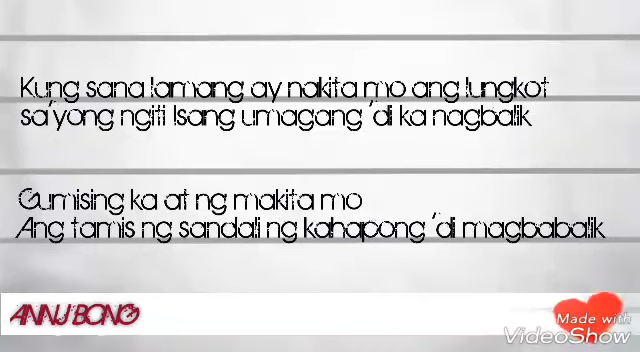 Kung sana lamang ay nakita mo ang lungkot
sa'yong ngiti Isang umagang 'di ka nagbalik
Gumising ka at ng makita mo
Ang tamis ng sandali ng kahapong 'di magbabalik
ANNJ'BONG
Made with
VideoShow